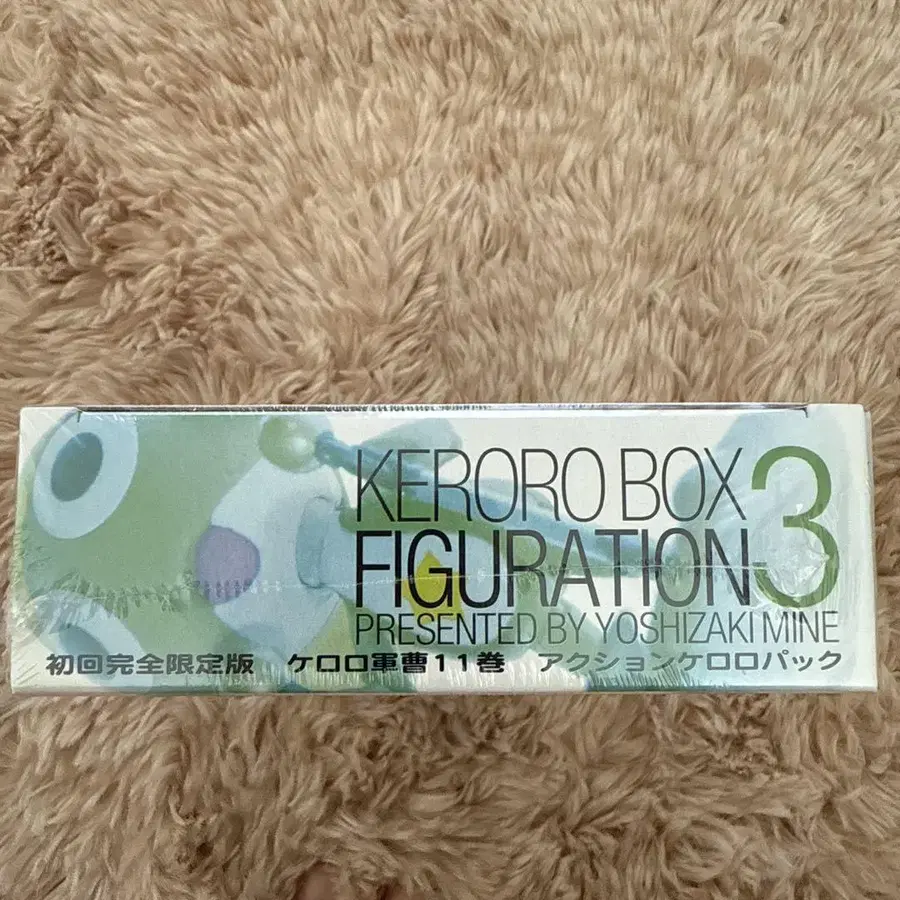 KERORO BOX
FIGURATION 3
PRESENTED BY YOSHIZAKI MINE
初回完全限定版 ケロロ軍曹11巻 アクションケロロパック